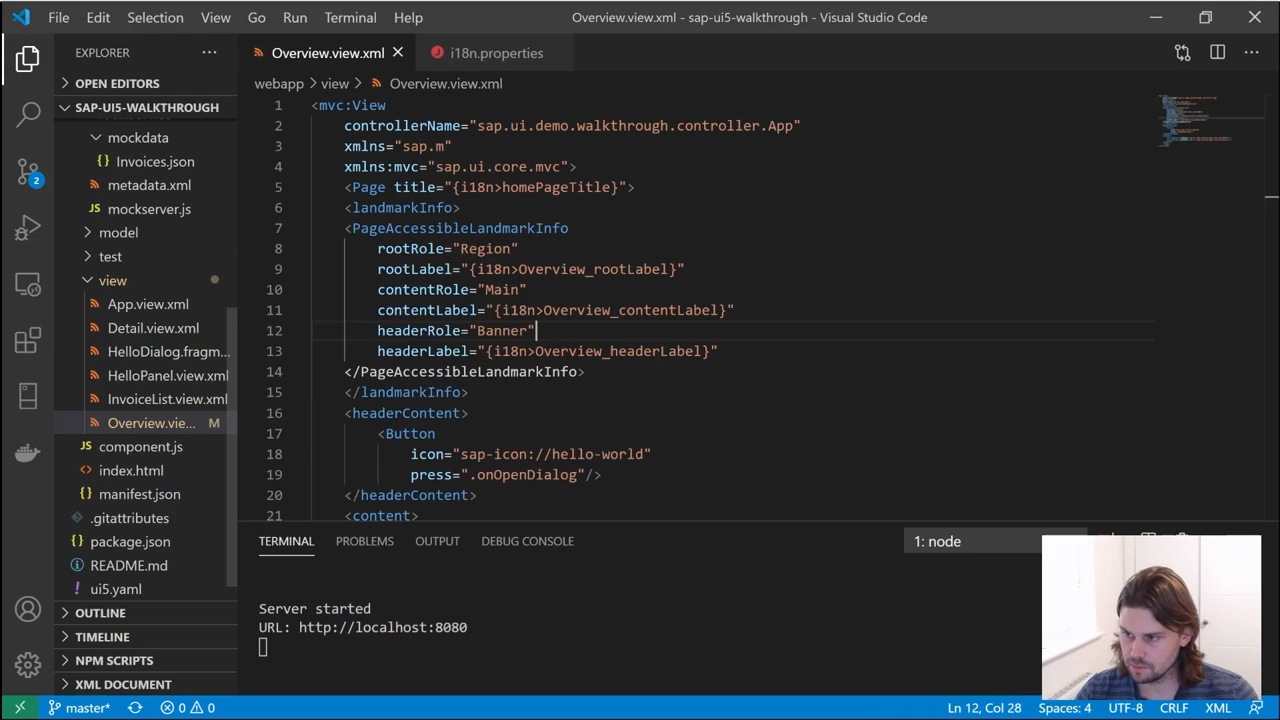 File Edit Selection View Go Run Terminal Help Overview.view.xml - sap-ui5-walkthrough - Visual Studio Code
EXPLORER
OPEN EDITORS
SAP-UI5-WALKTHROUGH
mockdata
{} Invoices.json
metadata.xml
JS mockserver.js
model
test
view
App.view.xml
Detail.view.xml
HelloDialog.fragm...
HelloPanel.view.xml
InvoiceList.view.xml
Overview.vie... M
JS component.js
<> index.html
manifest.json
.gitattributes
{} package.json
README.md
! ui5.yaml
OUTLINE
TIMELINE
NPM SCRIPTS
XML DOCUMENT
2
Overview.view.xml i18n.properties
webapp > view > Overview.view.xml
1 <mvc:View
2 controllerName="sap.ui.demo.walkthrough.controller.App"
3 xmlns="sap.m"
4 xmlns:mvc="sap.ui.core.mvc">
5 <Page title="{i18n>homePageTitle}">
6 <landmarkInfo>
7 <PageAccessibleLandmarkInfo
8 rootRole="Region"
9 rootLabel="{i18n>Overview_rootLabel}"
10 contentRole="Main"
11 contentLabel="{i18n>Overview_contentLabel}"
12 headerRole="Banner"
13 headerLabel="{i18n>Overview_headerLabel}"
14 </PageAccessibleLandmarkInfo>
15 </landmarkInfo>
16 <headerContent>
17 <Button
18 icon="sap-icon://hello-world"
19 press=".onOpenDialog"/>
20 </headerContent>
21 <content>
TERMINAL PROBLEMS OUTPUT DEBUG CONSOLE 1: node
Server started
URL: http://localhost:8080
master* 0 0 Ln 12, Col 28 Spaces: 4 UTF-8 CRLF XML